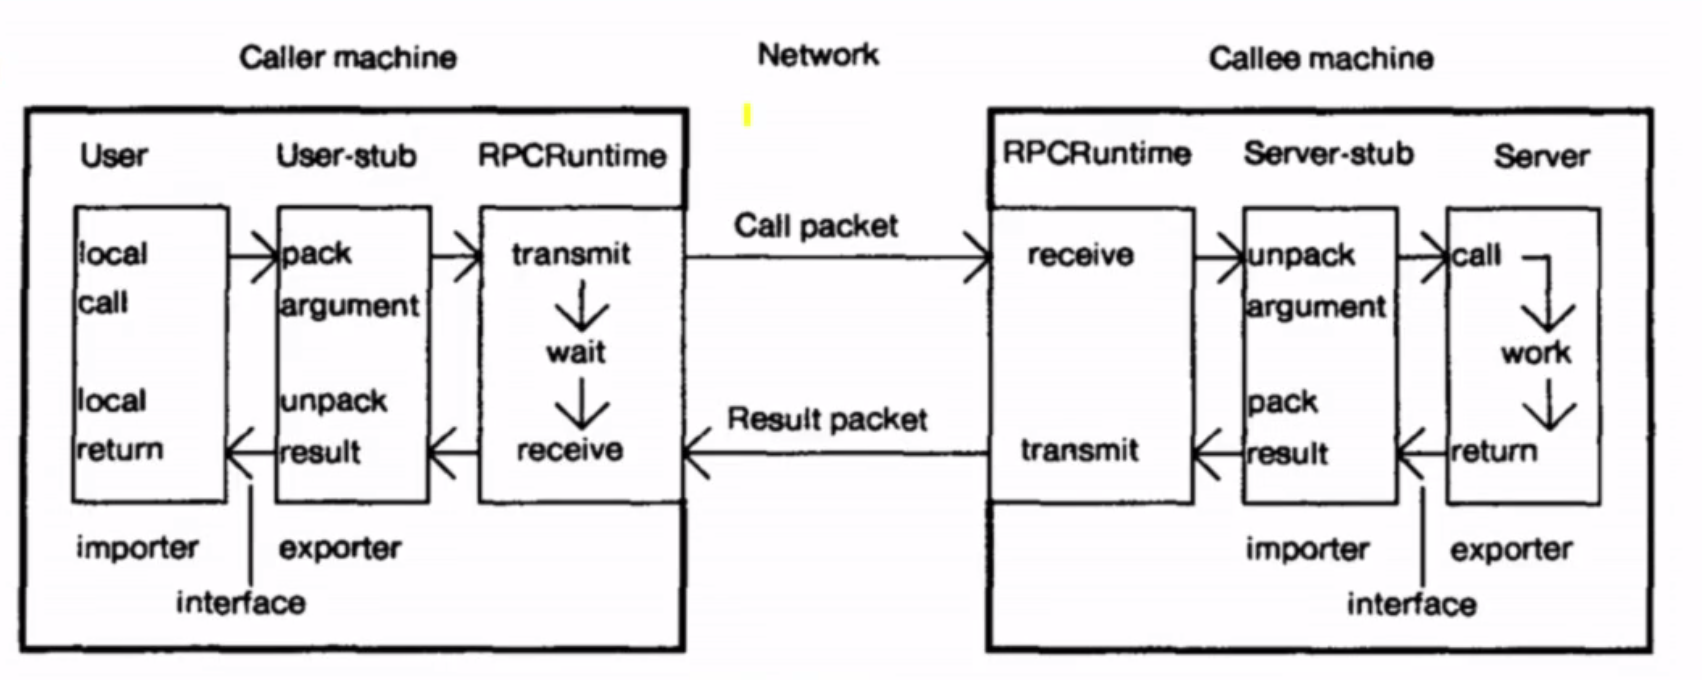 Caller machine
Network
Callee machine
User
User-stub
RPCRuntime
RPCRuntime
Server-stub
Server
local
call
pack
argument
transmit
wait
Call packet
receive
unpack
argument
call
work
local
return
unpack
result
receive
Result packet
transmit
pack
result
return
importer
exporter
interface
importer
exporter
interface